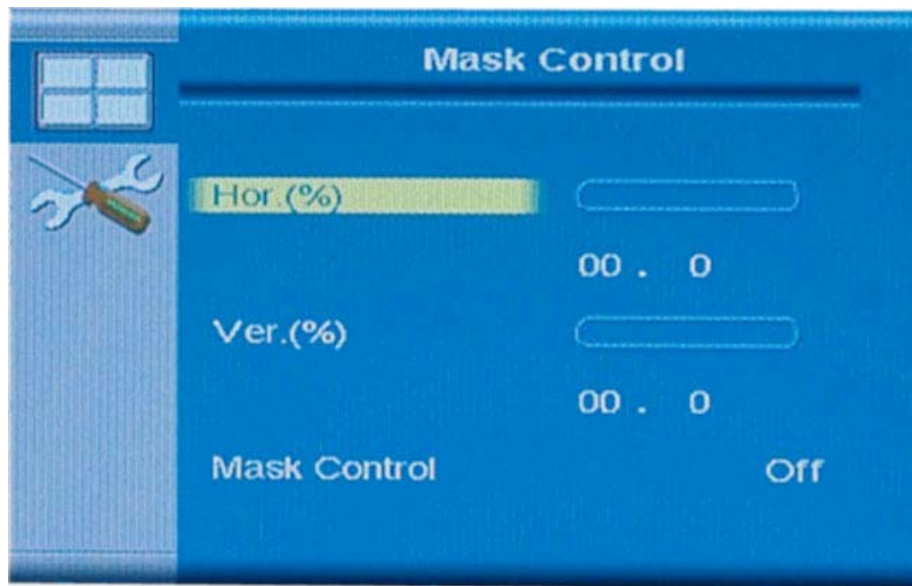 Mask Control
Hor.(%)
00 . 0
Ver.(%)
00 . 0
Mask Control Off